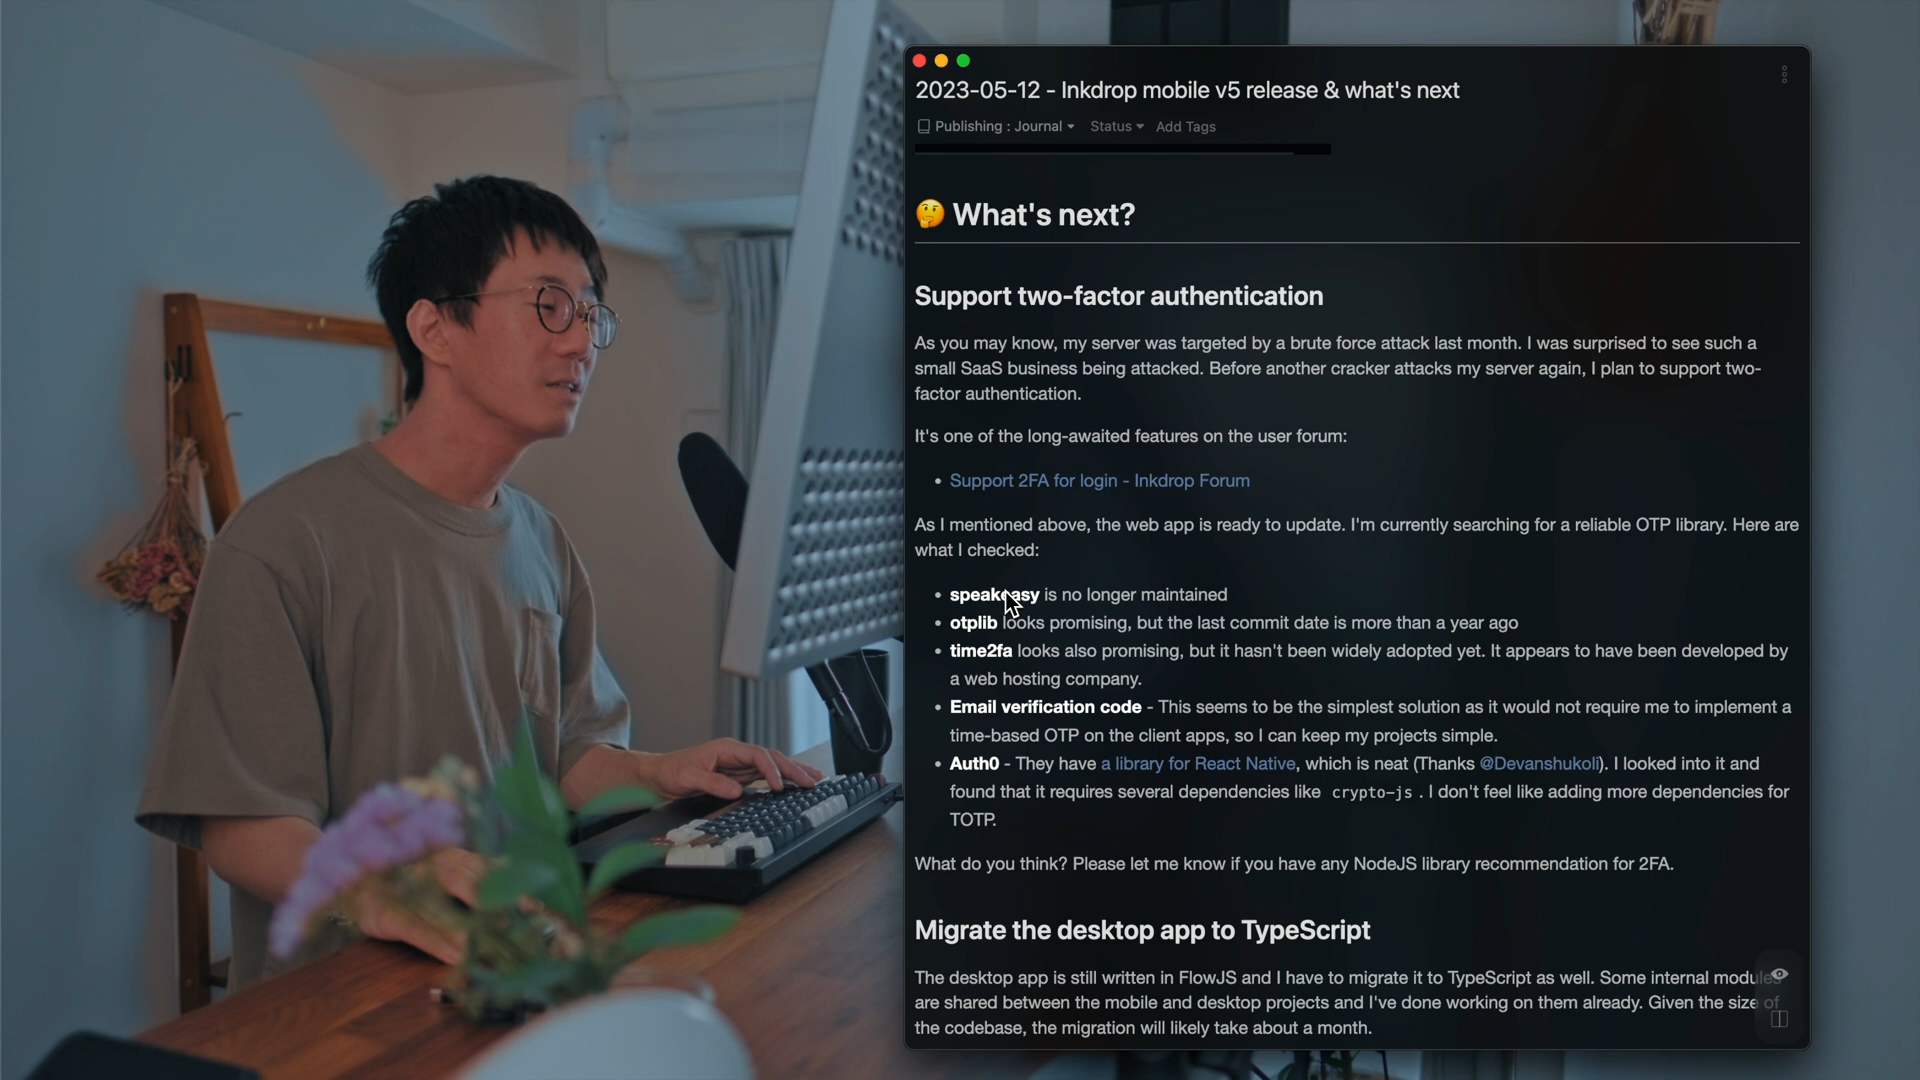 2023-05-12 - Inkdrop mobile v5 release & what's next
Publishing : Journal Status Add Tags
🤔 What's next?
Support two-factor authentication
As you may know, my server was targeted by a brute force attack last month. I was surprised to see such a
small SaaS business being attacked. Before another cracker attacks my server again, I plan to support two-
factor authentication.
It's one of the long-awaited features on the user forum:
• Support 2FA for login - Inkdrop Forum
As I mentioned above, the web app is ready to update. I'm currently searching for a reliable OTP library. Here are
what I checked:
• speakeasy is no longer maintained
• otplib looks promising, but the last commit date is more than a year ago
• time2fa looks also promising, but it hasn't been widely adopted yet. It appears to have been developed by
a web hosting company.
• Email verification code - This seems to be the simplest solution as it would not require me to implement a
time-based OTP on the client apps, so I can keep my projects simple.
• Auth0 - They have a library for React Native, which is neat (Thanks @Devanshukoli). I looked into it and
found that it requires several dependencies like crypto-js . I don't feel like adding more dependencies for
TOTP.
What do you think? Please let me know if you have any NodeJS library recommendation for 2FA.
Migrate the desktop app to TypeScript
The desktop app is still written in FlowJS and I have to migrate it to TypeScript as well. Some internal modules
are shared between the mobile and desktop projects and I've done working on them already. Given the size of
the codebase, the migration will likely take about a month.